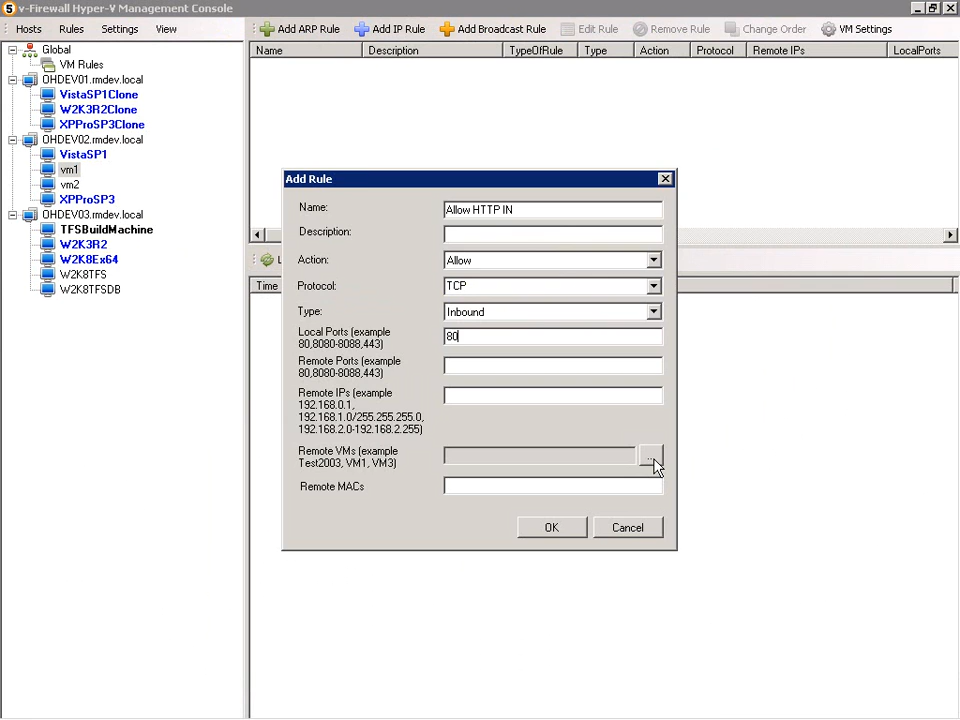 v-Firewall Hyper-V Management Console
Hosts Rules Settings View
Add ARP Rule Add IP Rule Add Broadcast Rule Edit Rule Remove Rule Change Order VM Settings
Name Description TypeOfRule Type Action Protocol Remote IPs LocalPorts
Global
VM Rules
OHDEV01.rmdev.local
VistaSP1Clone
W2K3R2Clone
XPProSP3Clone
OHDEV02.rmdev.local
VistaSP1
vm1
vm2
XPProSP3
OHDEV03.rmdev.local
TFSBuildMachine
W2K3R2
W2K8Ex64
W2K8TFS
W2K8TFSDB
Time
Add Rule
Name: Allow HTTP IN
Description:
Action: Allow
Protocol: TCP
Type: Inbound
Local Ports (example
80,8080-8088,443)
80
Remote Ports (example
80,8080-8088,443)
Remote IPs (example
192.168.0.1,
192.168.1.0/255.255.255.0,
192.168.2.0-192.168.2.255)
Remote VMs (example
Test2003, VM1, VM3)
...
Remote MACs
OK Cancel